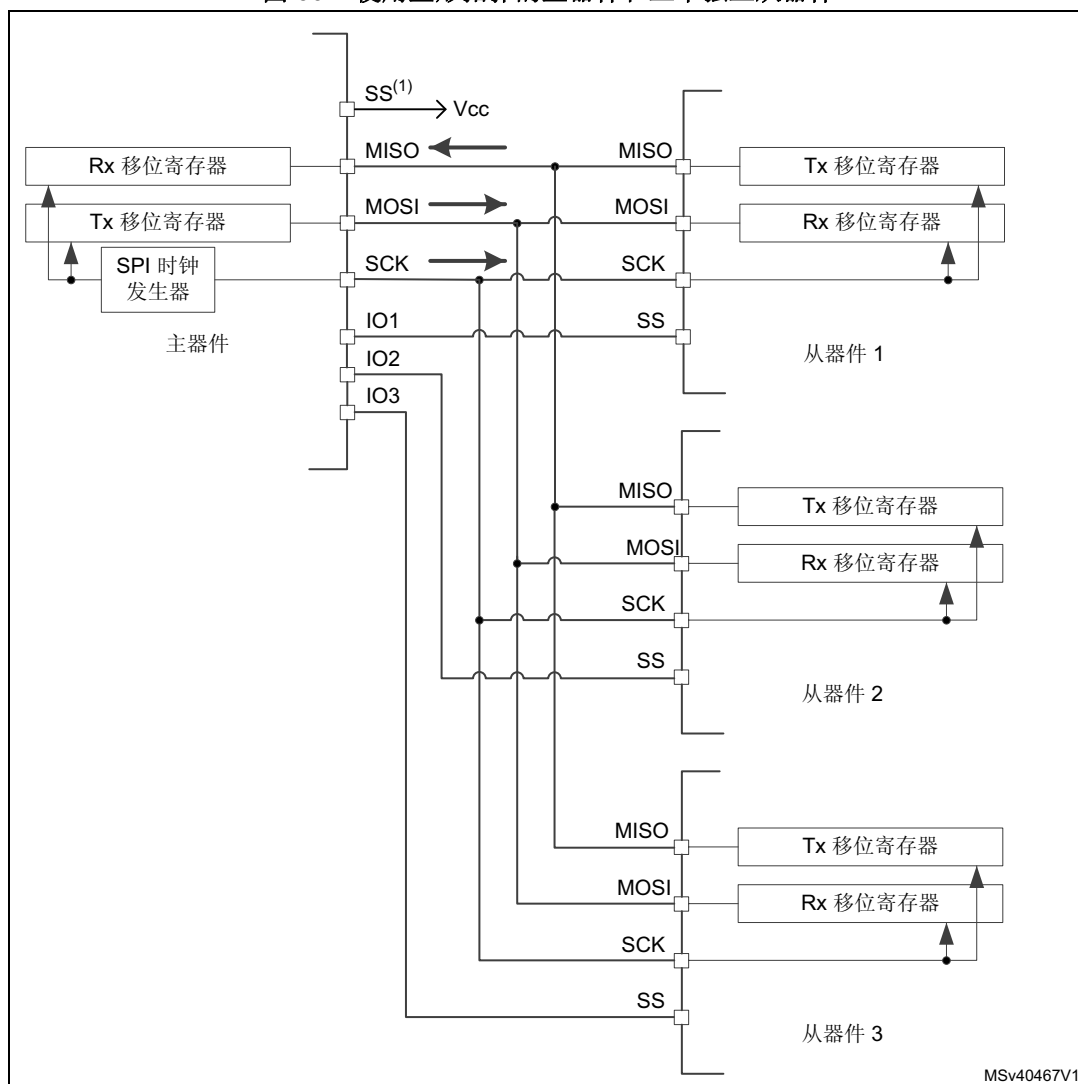 SS(1)
Vcc
MISO
MISO
Rx 移位寄存器
Tx 移位寄存器
MOSI
MOSI
Tx 移位寄存器
Rx 移位寄存器
SCK
SCK
SPI 时钟
发生器
IO1
SS
主器件
从器件 1
IO2
IO3
MISO
Tx 移位寄存器
MOSI
Rx 移位寄存器
SCK
SS
从器件 2
MISO
Tx 移位寄存器
MOSI
Rx 移位寄存器
SCK
SS
从器件 3
MSv40467V1